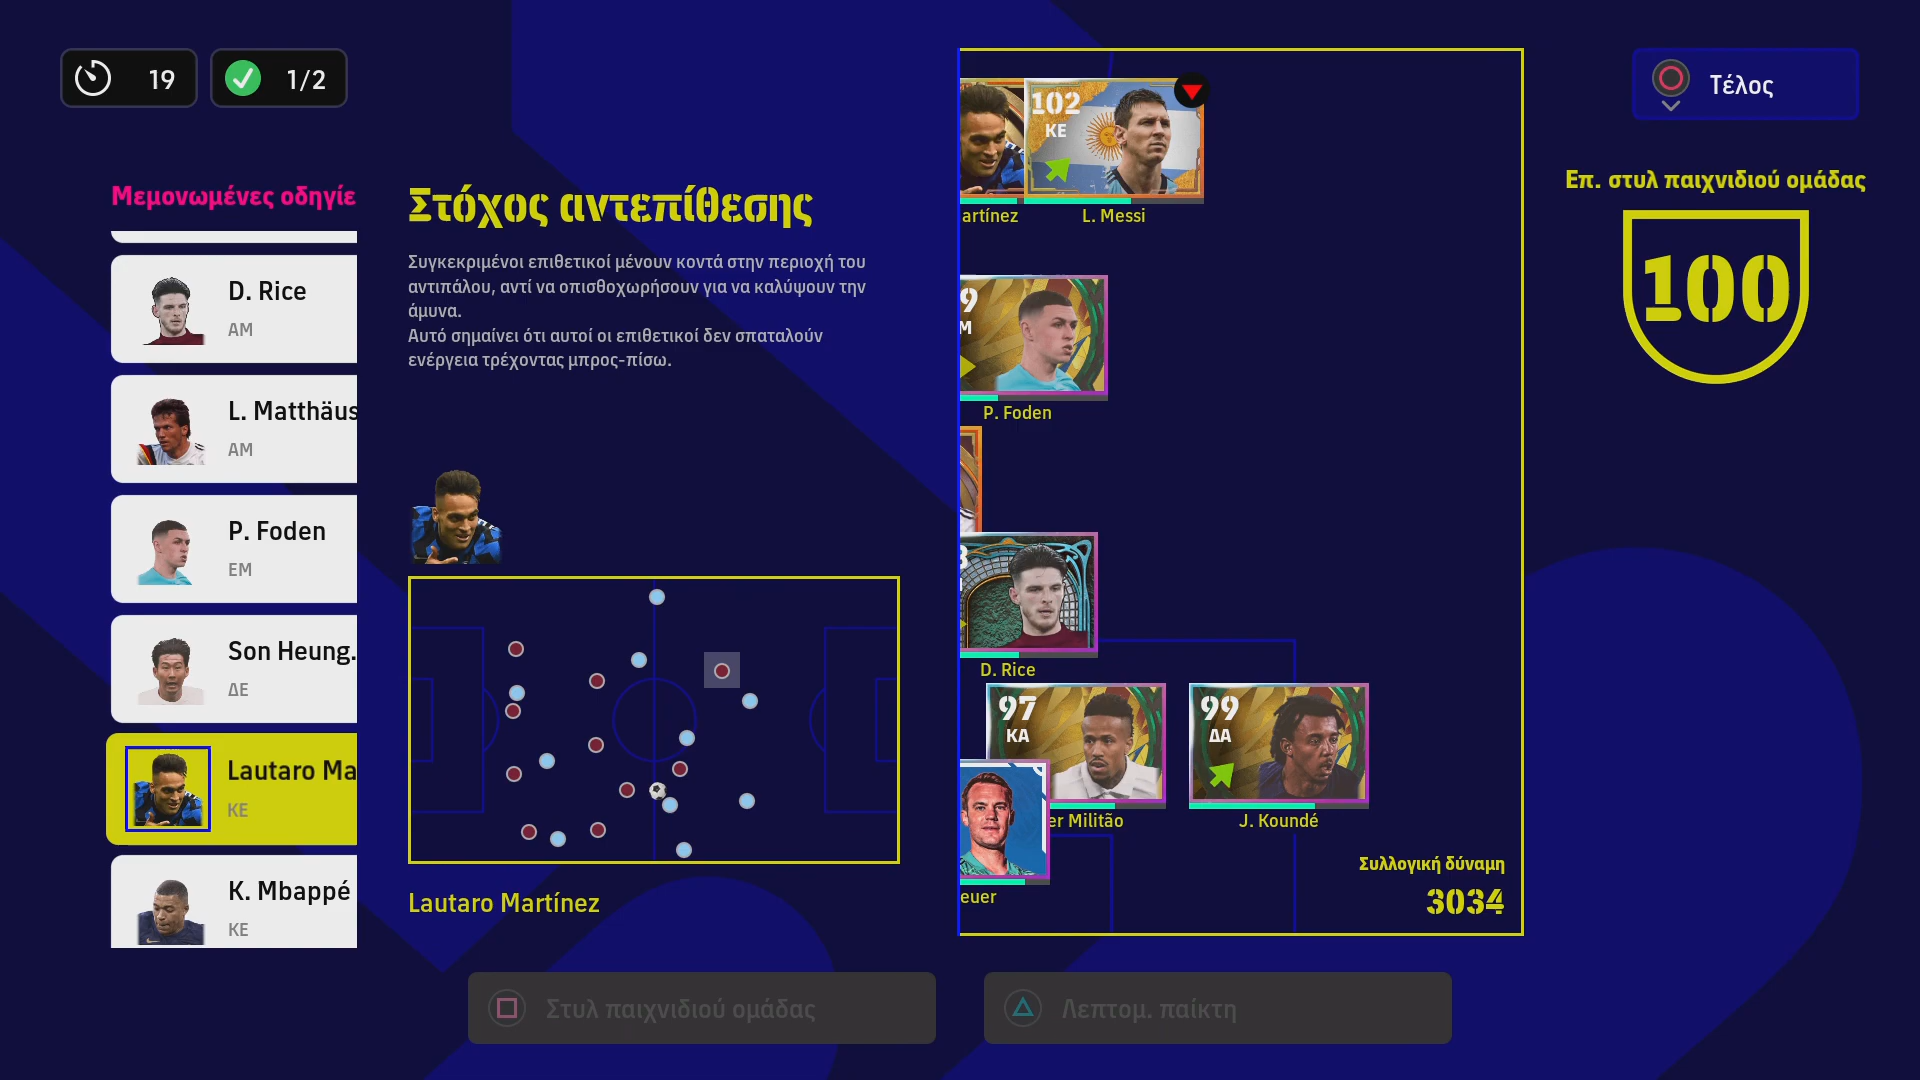 19
1/2
Τέλος
Μεμονωμένες οδηγίε
D. Rice
AM
L. Matthäus
AM
P. Foden
EM
Son Heung.
ΔΕ
Lautaro Ma
KE
K. Mbappé
KE
Στόχος αντεπίθεσης
Συγκεκριμένοι επιθετικοί μένουν κοντά στην περιοχή του
αντιπάλου, αντί να οπισθοχωρήσουν για να καλύψουν την
άμυνα.
Αυτό σημαίνει ότι αυτοί οι επιθετικοί δεν σπαταλούν
ενέργεια τρέχοντας μπρος-πίσω.
Lautaro Martínez
102
KE
artínez
L. Messi
9
M
P. Foden
D. Rice
97
ΚΑ
er Militão
99
ΔΑ
J. Koundé
euer
Συλλογική δύναμη
3034
Επ. στυλ παιχνιδιού ομάδας
100
Στυλ παιχνιδιού ομάδας
Λεπτομ. παίκτη